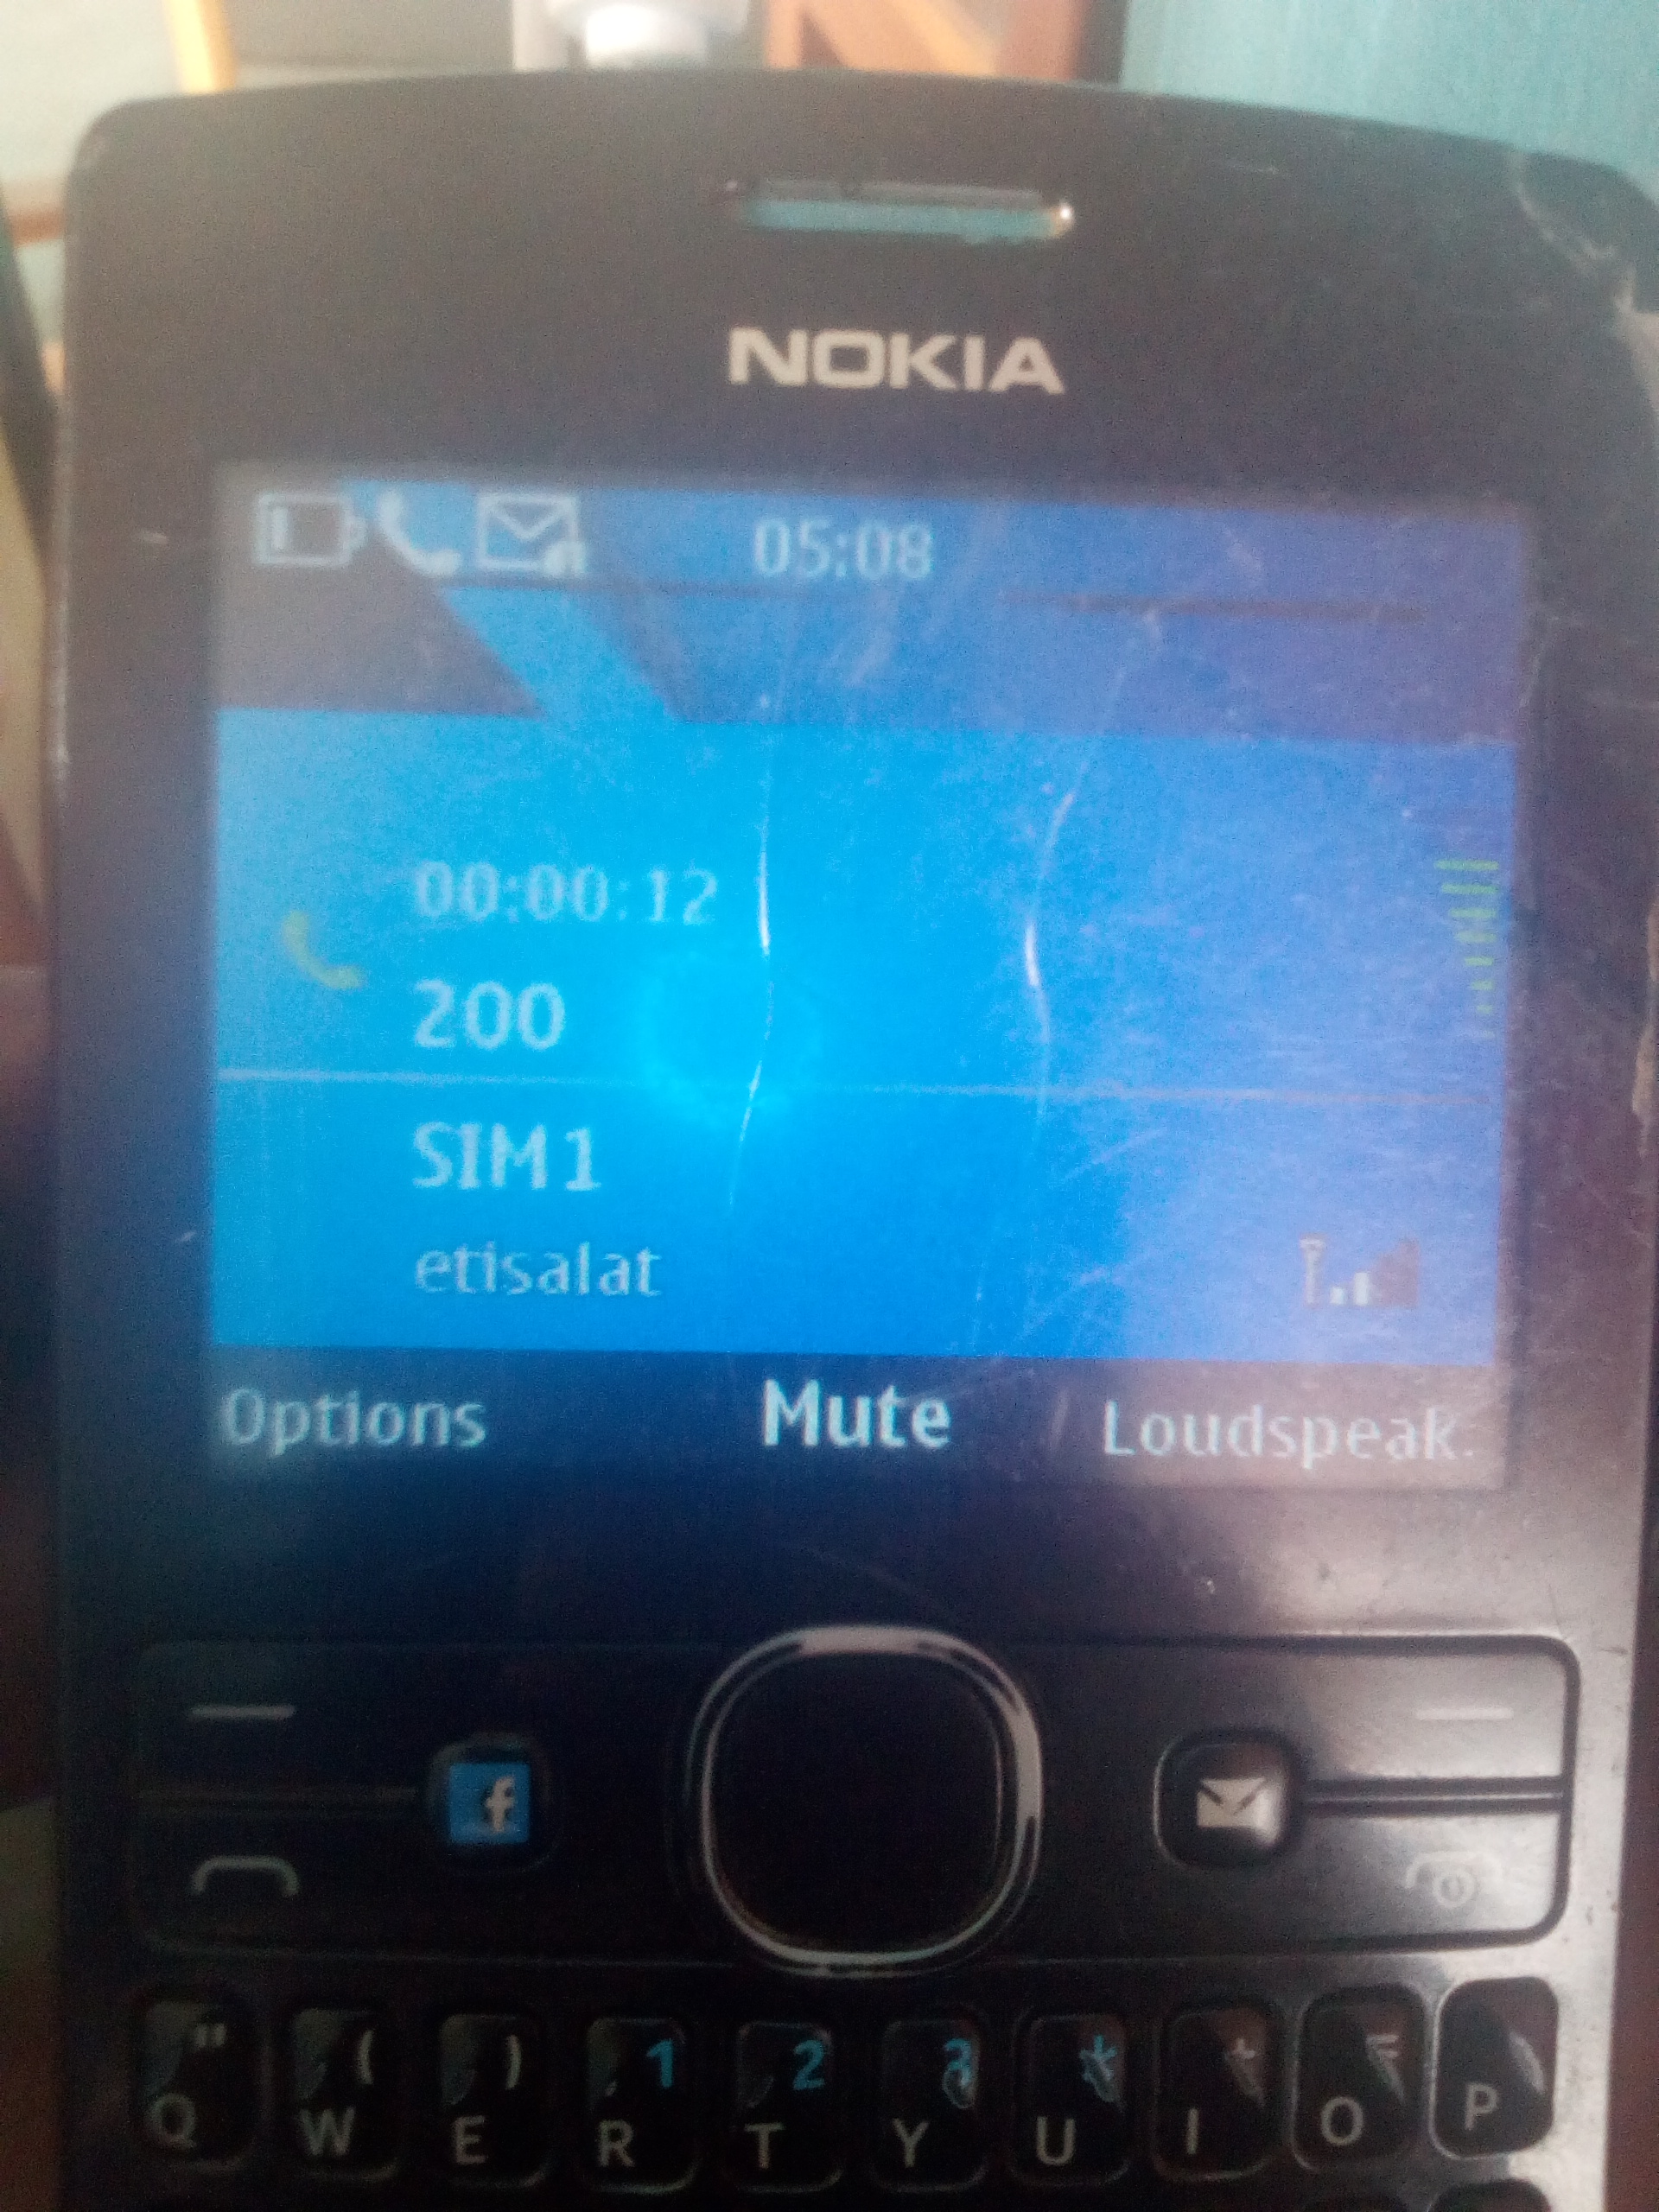 NOKIA
05:08
00:00:12
200
SIM1
etisalat
Options Mute Loudspeak.
f
" ( ) 1 2 3 * +
Q W E R T Y U I O P